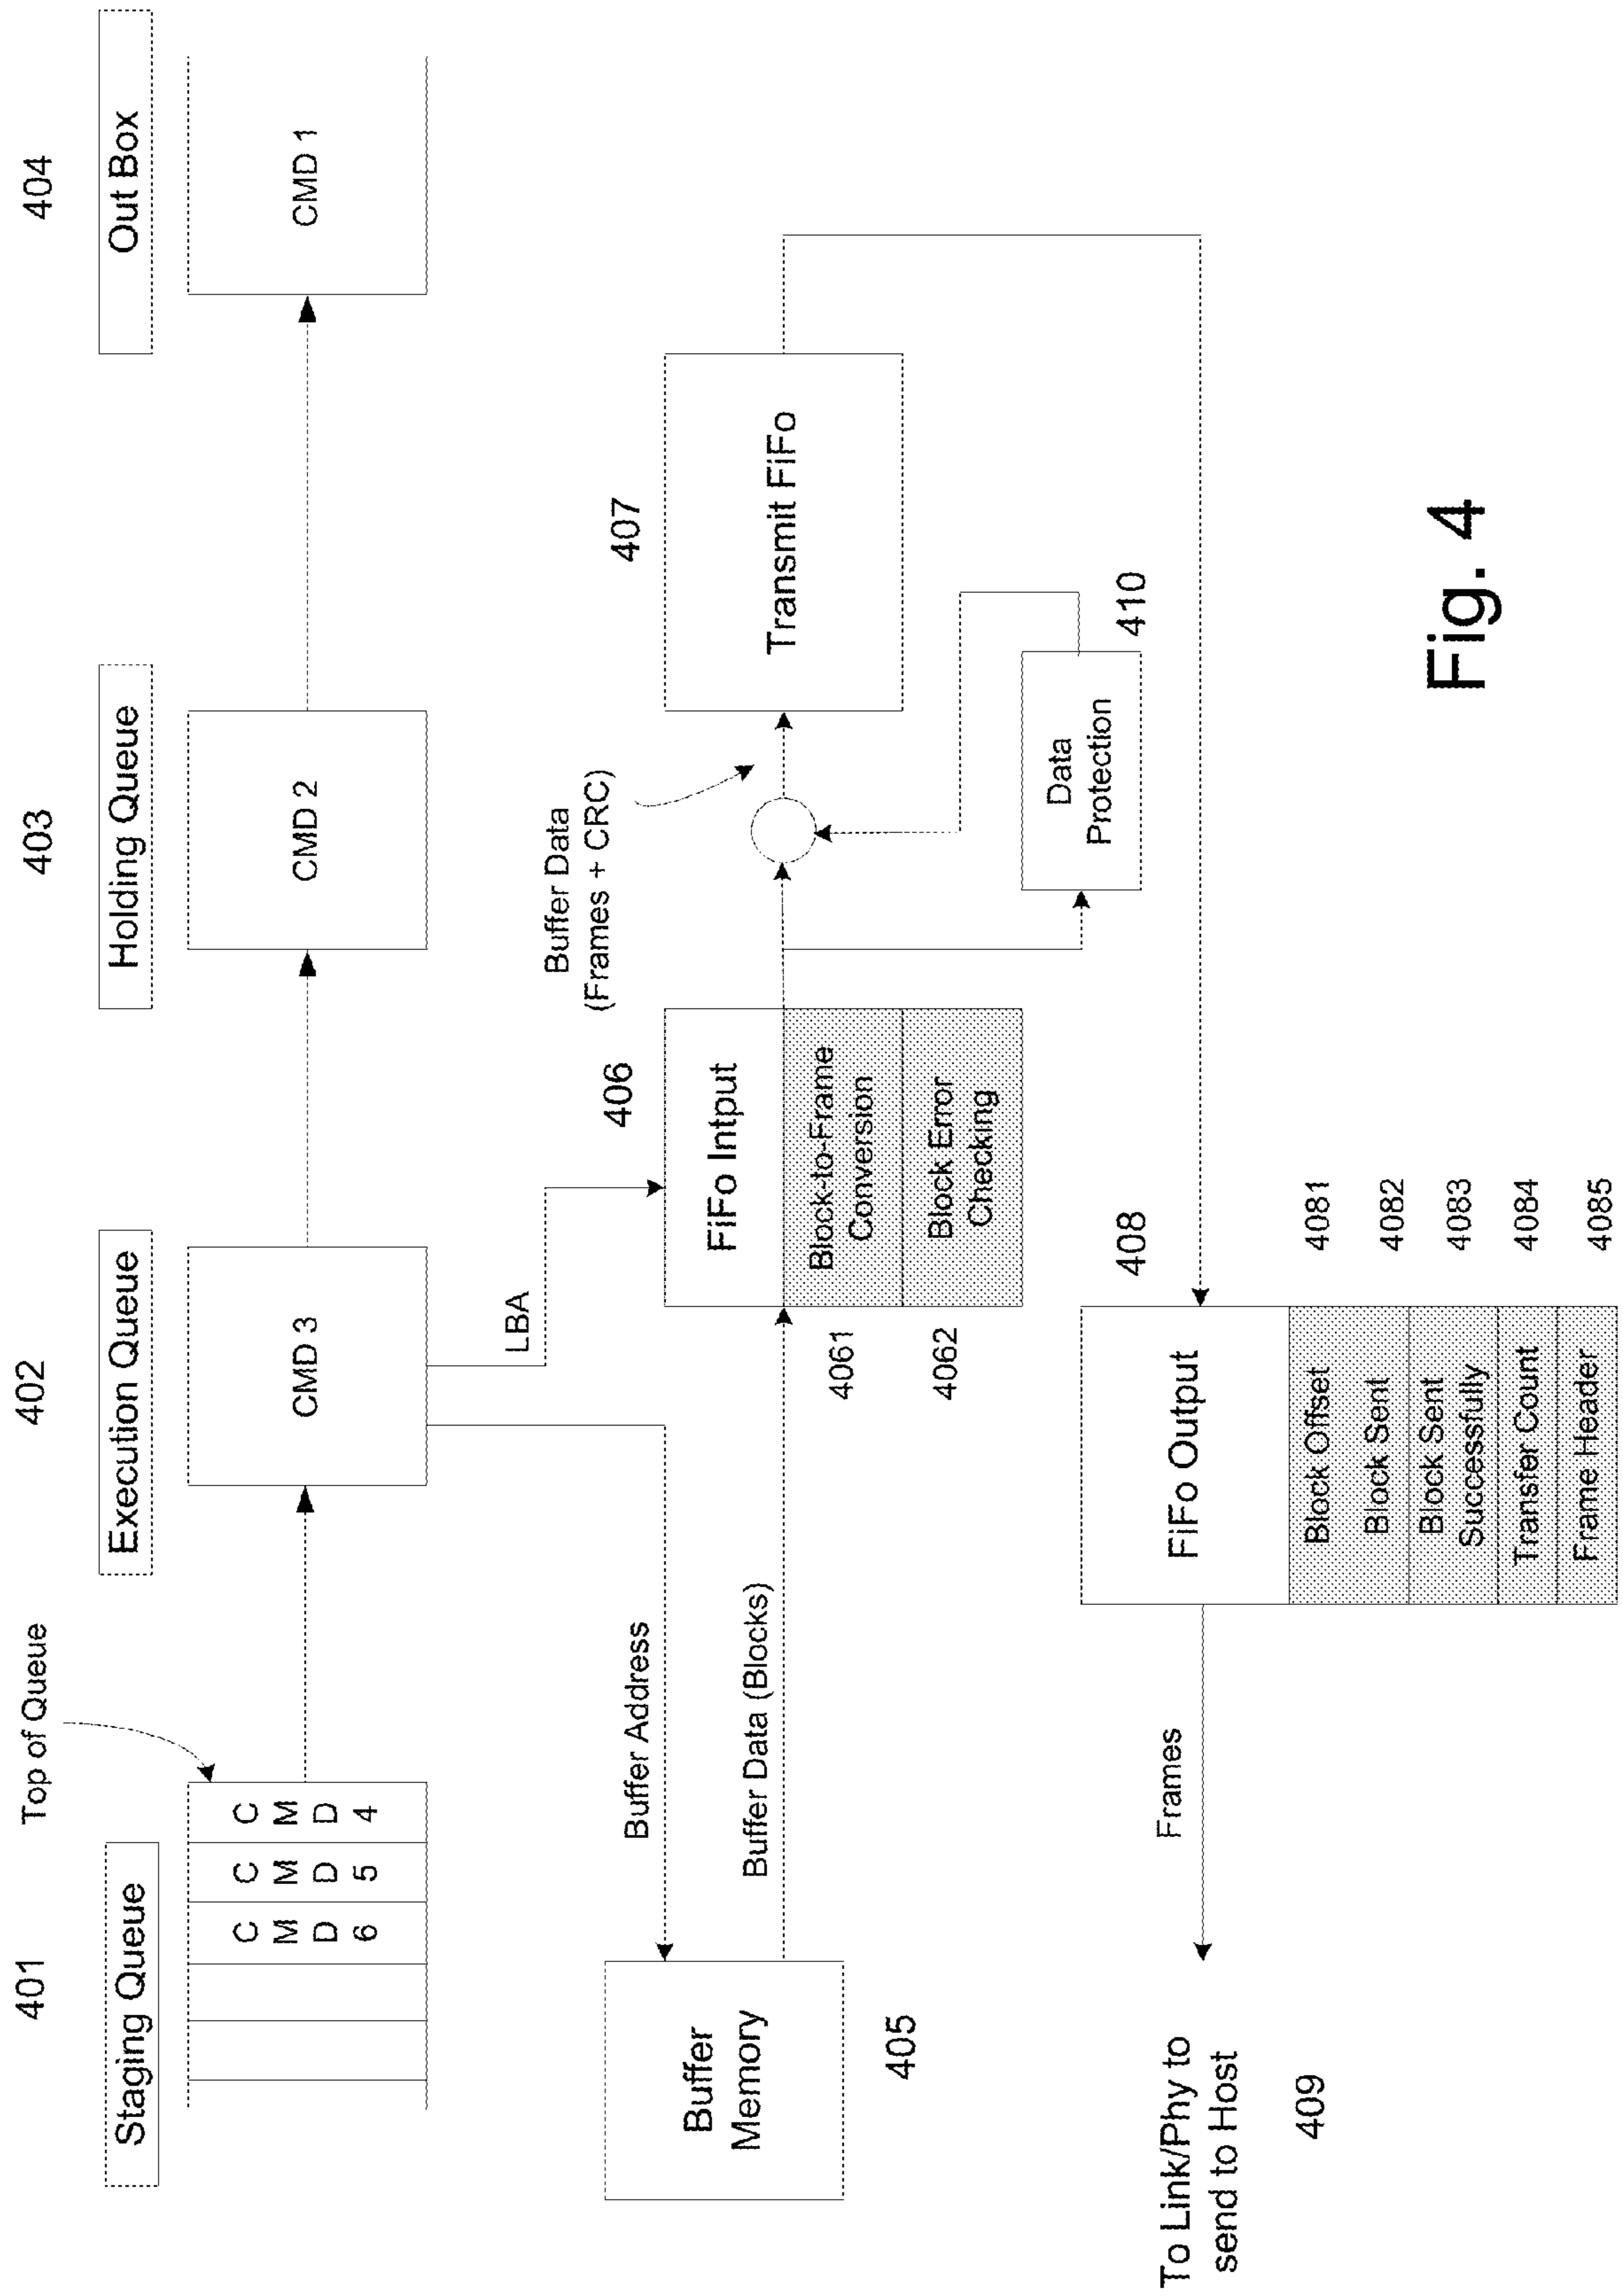 401
402
403
404
Staging Queue
Execution Queue
Holding Queue
Out Box
Top of Queue
C
M
D
6
C
M
D
5
C
M
D
4
CMD 3
CMD 2
CMD 1
Buffer Address
LBA
Buffer Data
(Frames + CRC)
406
407
Buffer
Memory
405
Buffer Data (Blocks)
FiFo Intput
Block-to-Frame
Conversion
Block Error
Checking
4061
4062
Transmit FiFo
Data
Protection
410
408
Frames
To Link/Phy to
send to Host
409
FiFo Output
Block Offset
4081
Block Sent
4082
Block Sent
Successfully
4083
Transfer Count
4084
Frame Header
4085
Fig. 4